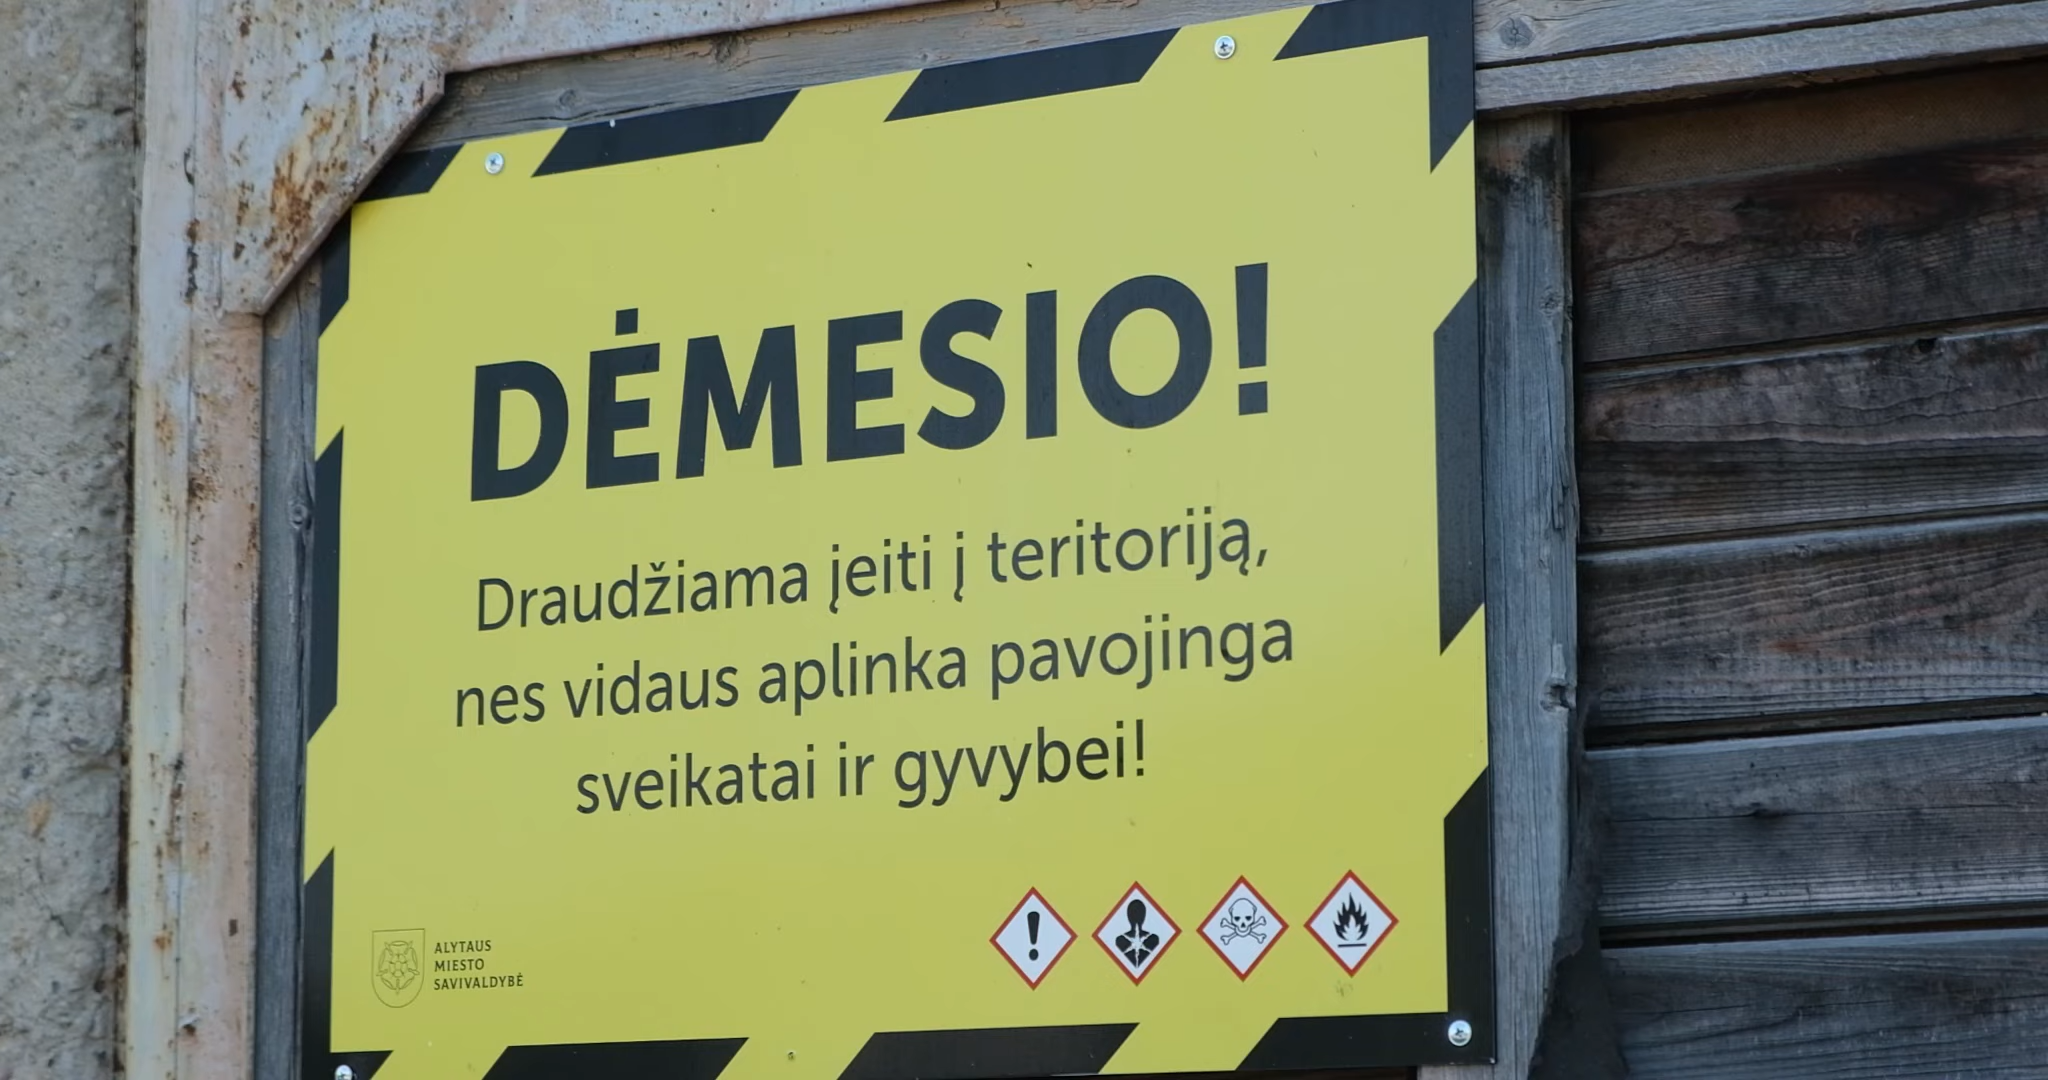 DĖMESIO!
Draudžiama įeiti į teritoriją,
nes vidaus aplinka pavojinga
sveikatai ir gyvybei!
ALYTAUS
MIESTO
SAVIVALDYBĖ